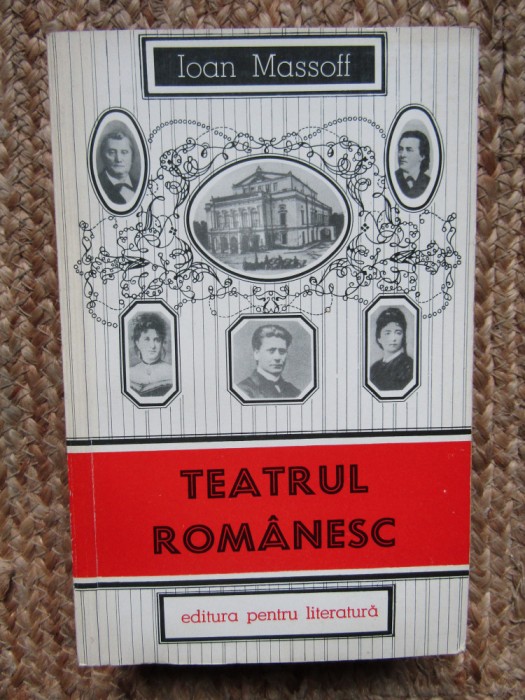 Ioan Massoff
TEATRUL
ROMÂNESC
editura pentru literatură